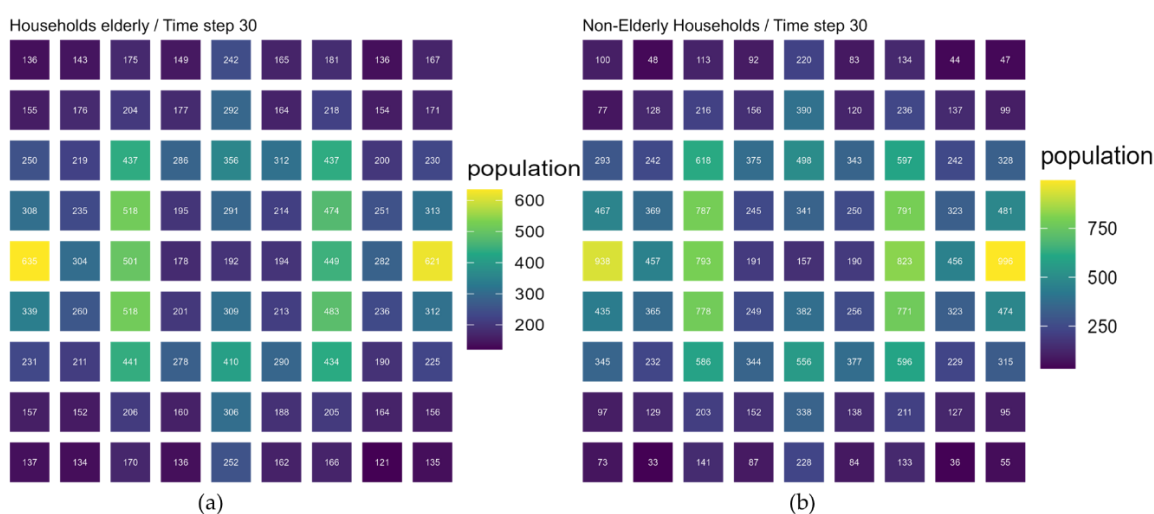 Households elderly / Time step 30
136 143 175 149 242 165 181 136 167
155 176 204 177 292 164 218 154 171
250 219 437 286 356 312 437 200 230
308 235 518 195 291 214 474 251 313
635 304 501 178 192 194 449 282 621
339 260 518 201 309 213 483 236 312
231 211 441 278 410 290 434 190 225
157 152 206 160 306 188 205 164 156
137 134 170 136 252 162 166 121 135
population
600
500
400
300
200
(a)
Non-Elderly Households / Time step 30
100 48 113 92 220 83 134 44 47
77 128 216 156 390 120 236 137 99
293 242 618 375 498 343 597 242 328
467 369 787 245 341 250 791 323 481
938 457 793 191 157 190 823 456 998
435 365 778 249 382 256 771 323 474
345 232 586 344 556 377 596 229 315
97 129 203 152 338 138 211 127 95
73 33 141 87 228 84 133 36 55
population
750
500
250
(b)